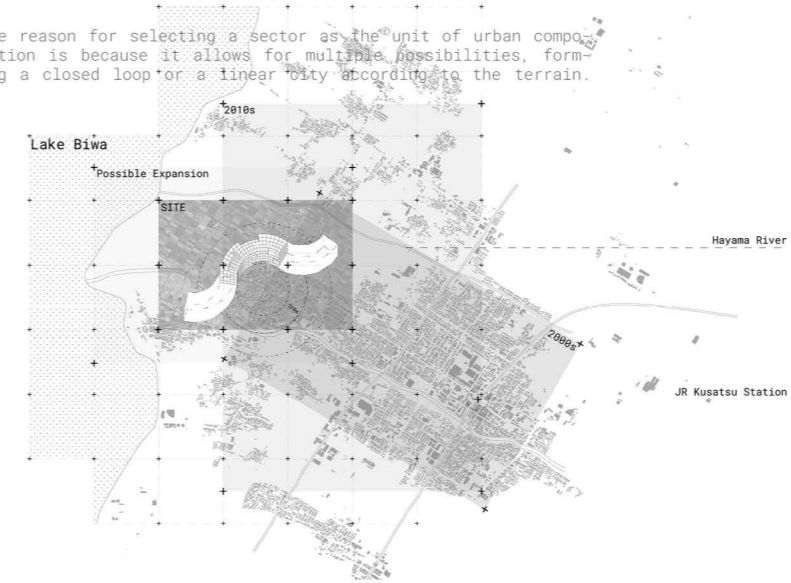 e reason for selecting a sector as the unit of urban compo-
tion is because it allows for multiple possibilities, form-
g a closed loop or a linear city according to the terrain.
2010s
Lake Biwa
Possible Expansion
SITE
Hayama River
2000s
JR Kusatsu Station